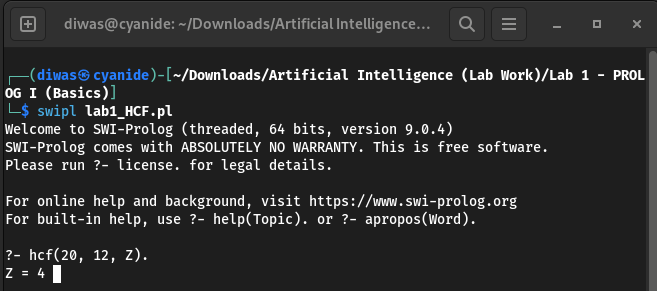 diwas@cyanide: ~/Downloads/Artificial Intelligence...
┌──(diwas㉿cyanide)-[~/Downloads/Artificial Intelligence (Lab Work)/Lab 1 - PROL
OG I (Basics)]
└─$ swipl lab1_HCF.pl
Welcome to SWI-Prolog (threaded, 64 bits, version 9.0.4)
SWI-Prolog comes with ABSOLUTELY NO WARRANTY. This is free software.
Please run ?- license. for legal details.
For online help and background, visit https://www.swi-prolog.org
For built-in help, use ?- help(Topic). or ?- apropos(Word).
?- hcf(20, 12, Z).
Z = 4